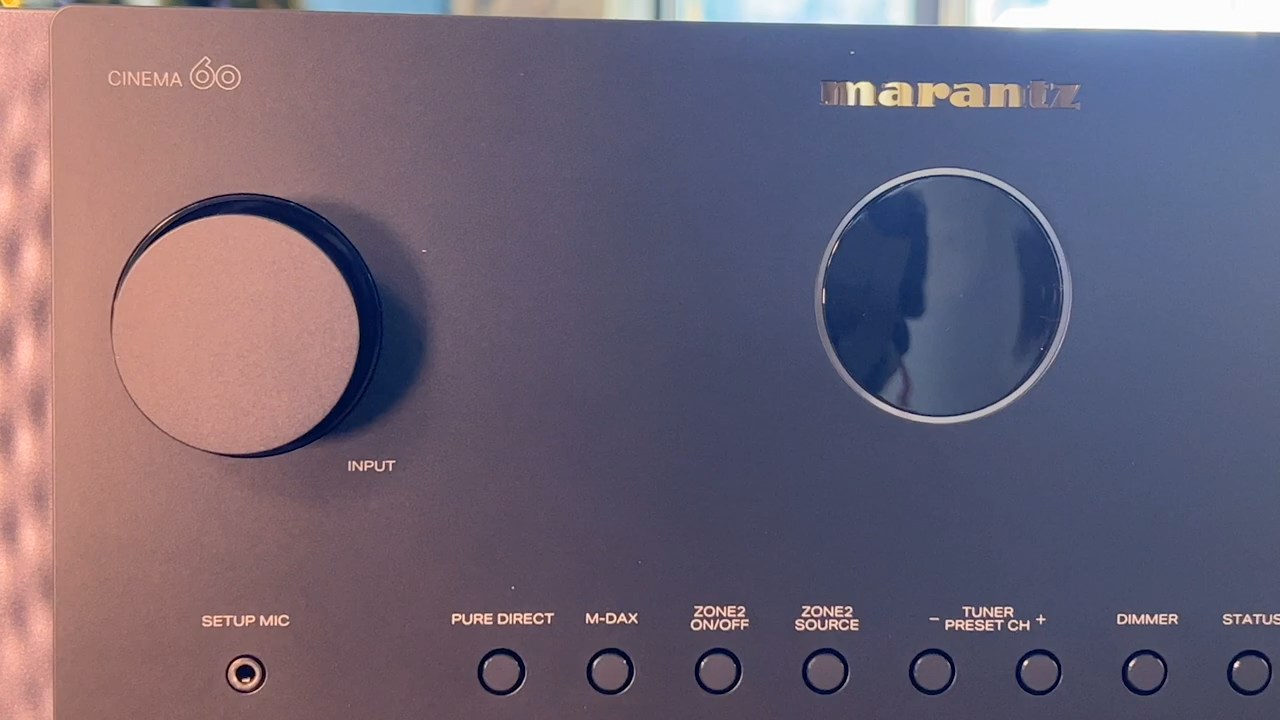 CINEMA 60
marantz
INPUT
SETUP MIC
PURE DIRECT
M-DAX
ZONE2
ON/OFF
ZONE2
SOURCE
− TUNER +
PRESET CH
DIMMER
STATUS